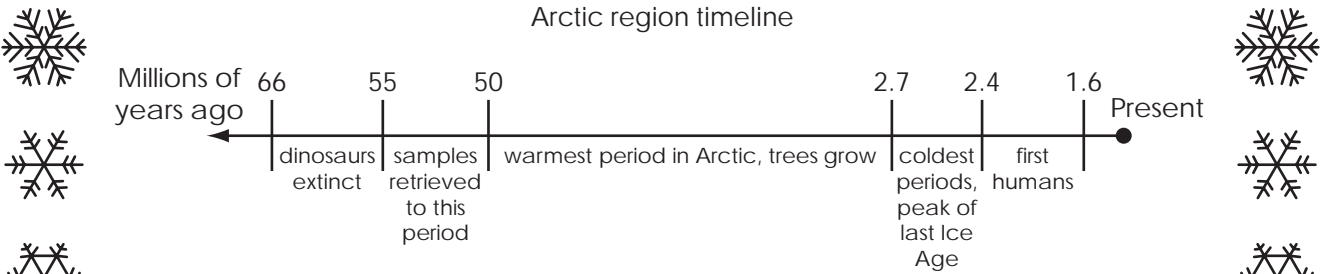 Arctic region timeline
Millions of
years ago
66
55
50
2.7
2.4
1.6
Present
dinosaurs
extinct
samples
retrieved
to this
period
warmest period in Arctic, trees grow
coldest
periods,
peak of
last Ice
Age
first
humans